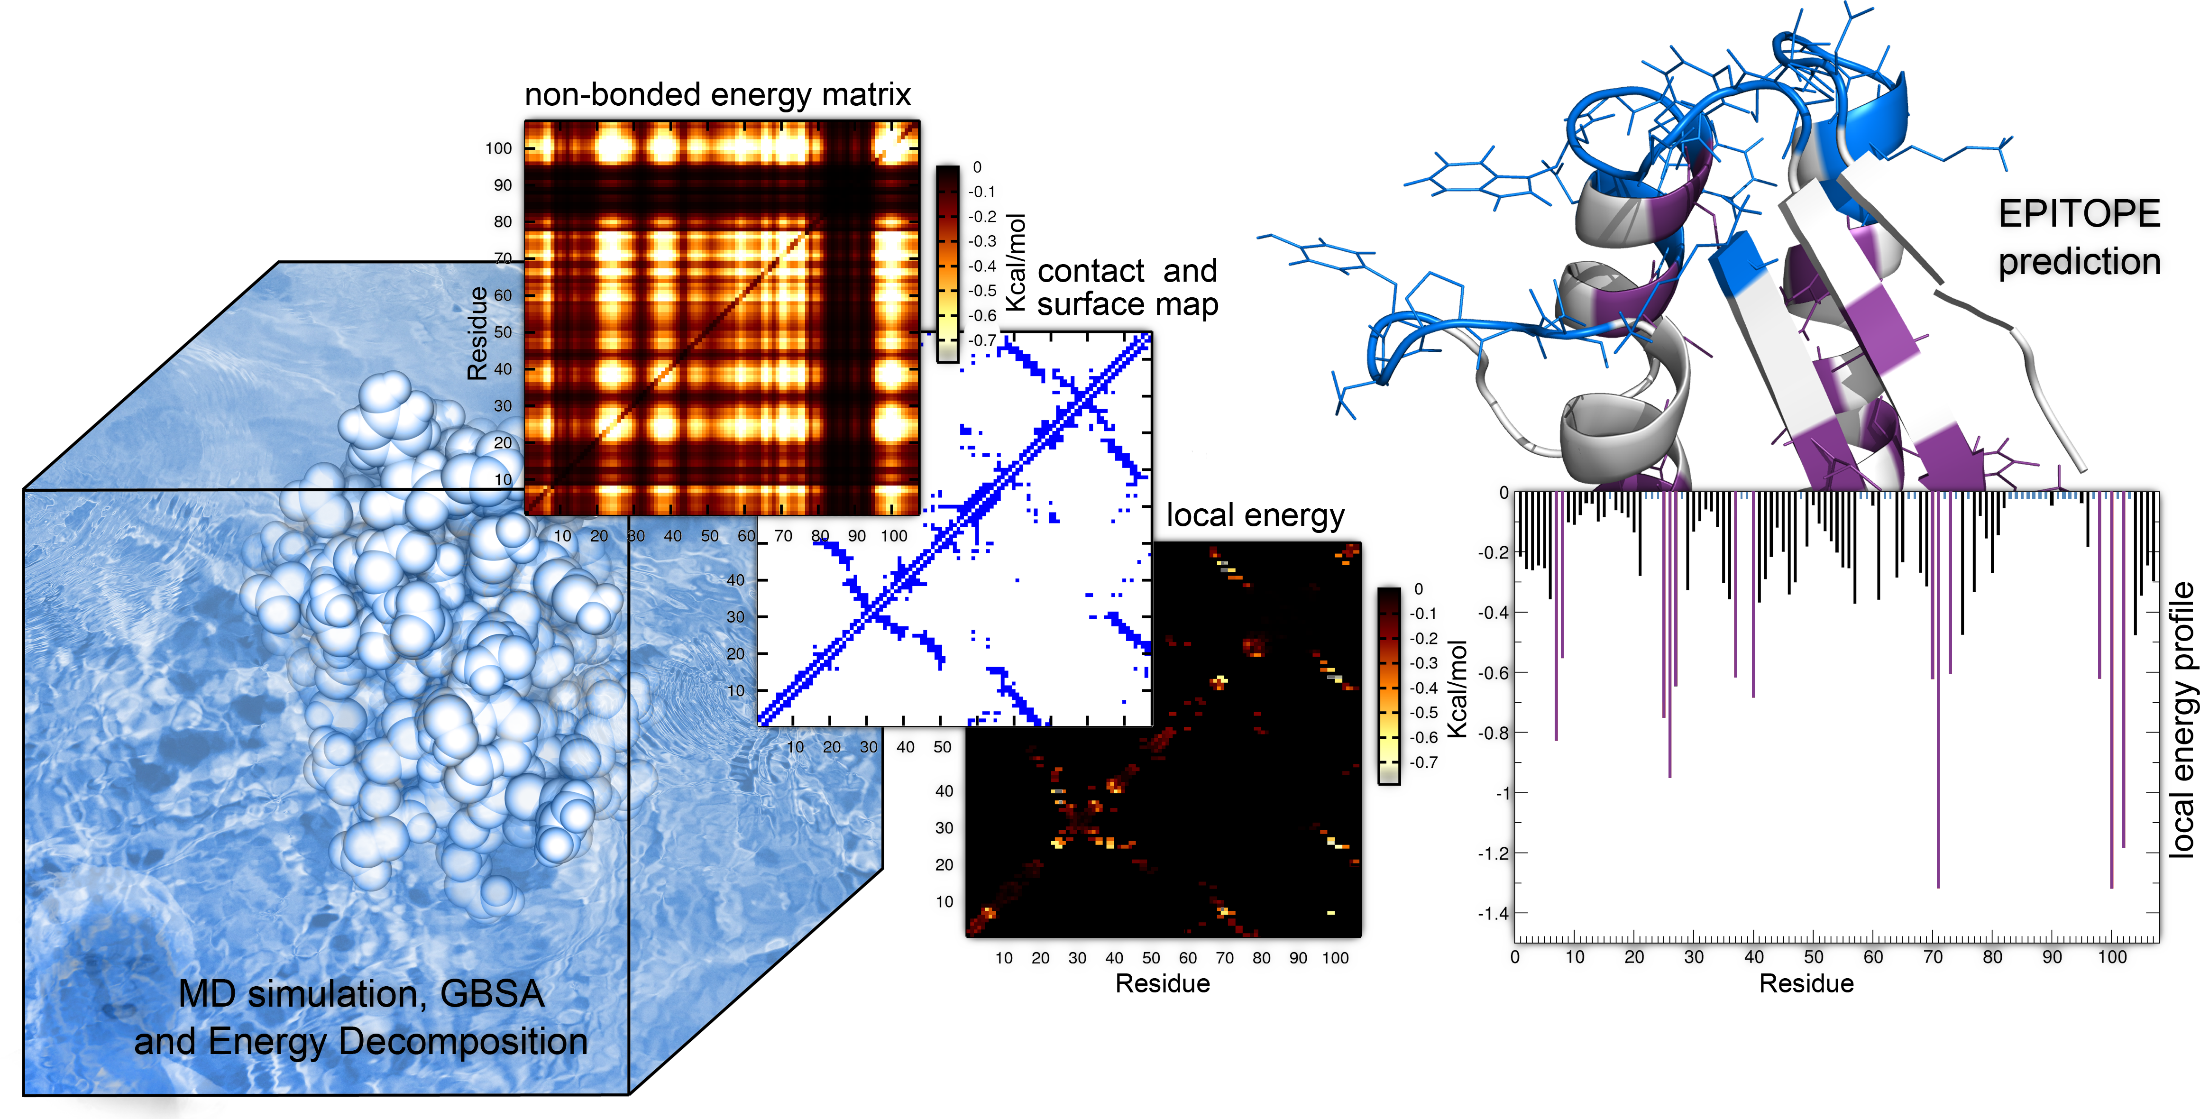 non-bonded energy matrix
100
90
80
70
60
50
40
30
20
10
Residue
10 20 30 40 50 60 70 80 90 100
0
-0.1
-0.2
-0.3
-0.4
-0.5
-0.6
-0.7
Kcal/mol
contact and
surface map
40
30
20
10
10 20 30 40 50
local energy
40
30
20
10
10 20 30 40 50 60 70 80 90 100
Residue
0
-0.1
-0.2
-0.3
-0.4
-0.5
-0.6
-0.7
Kcal/mol
EPITOPE
prediction
0
-0.2
-0.4
-0.6
-0.8
-1
-1.2
-1.4
0 10 20 30 40 50 60 70 80 90 100
Residue
local energy profile
MD simulation, GBSA
and Energy Decomposition